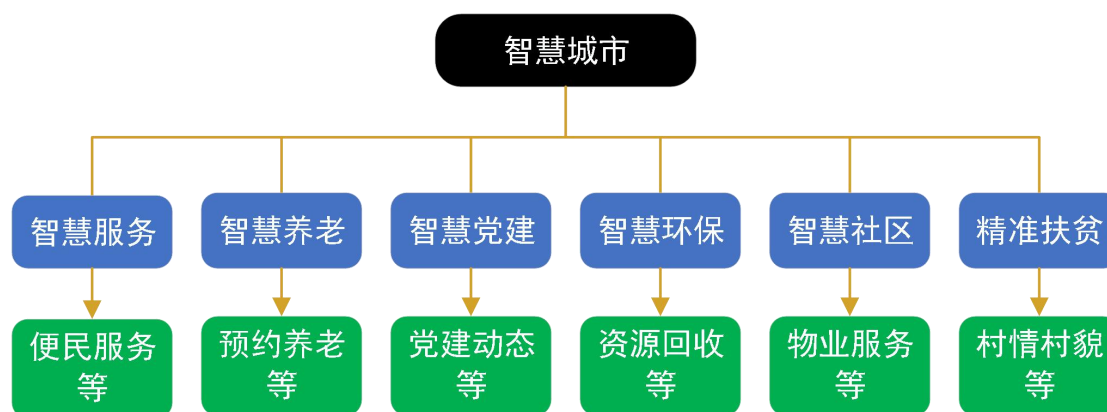 智慧城市
智慧服务
智慧养老
智慧党建
智慧环保
智慧社区
精准扶贫
便民服务
等
预约养老
等
党建动态
等
资源回收
等
物业服务
等
村情村貌
等